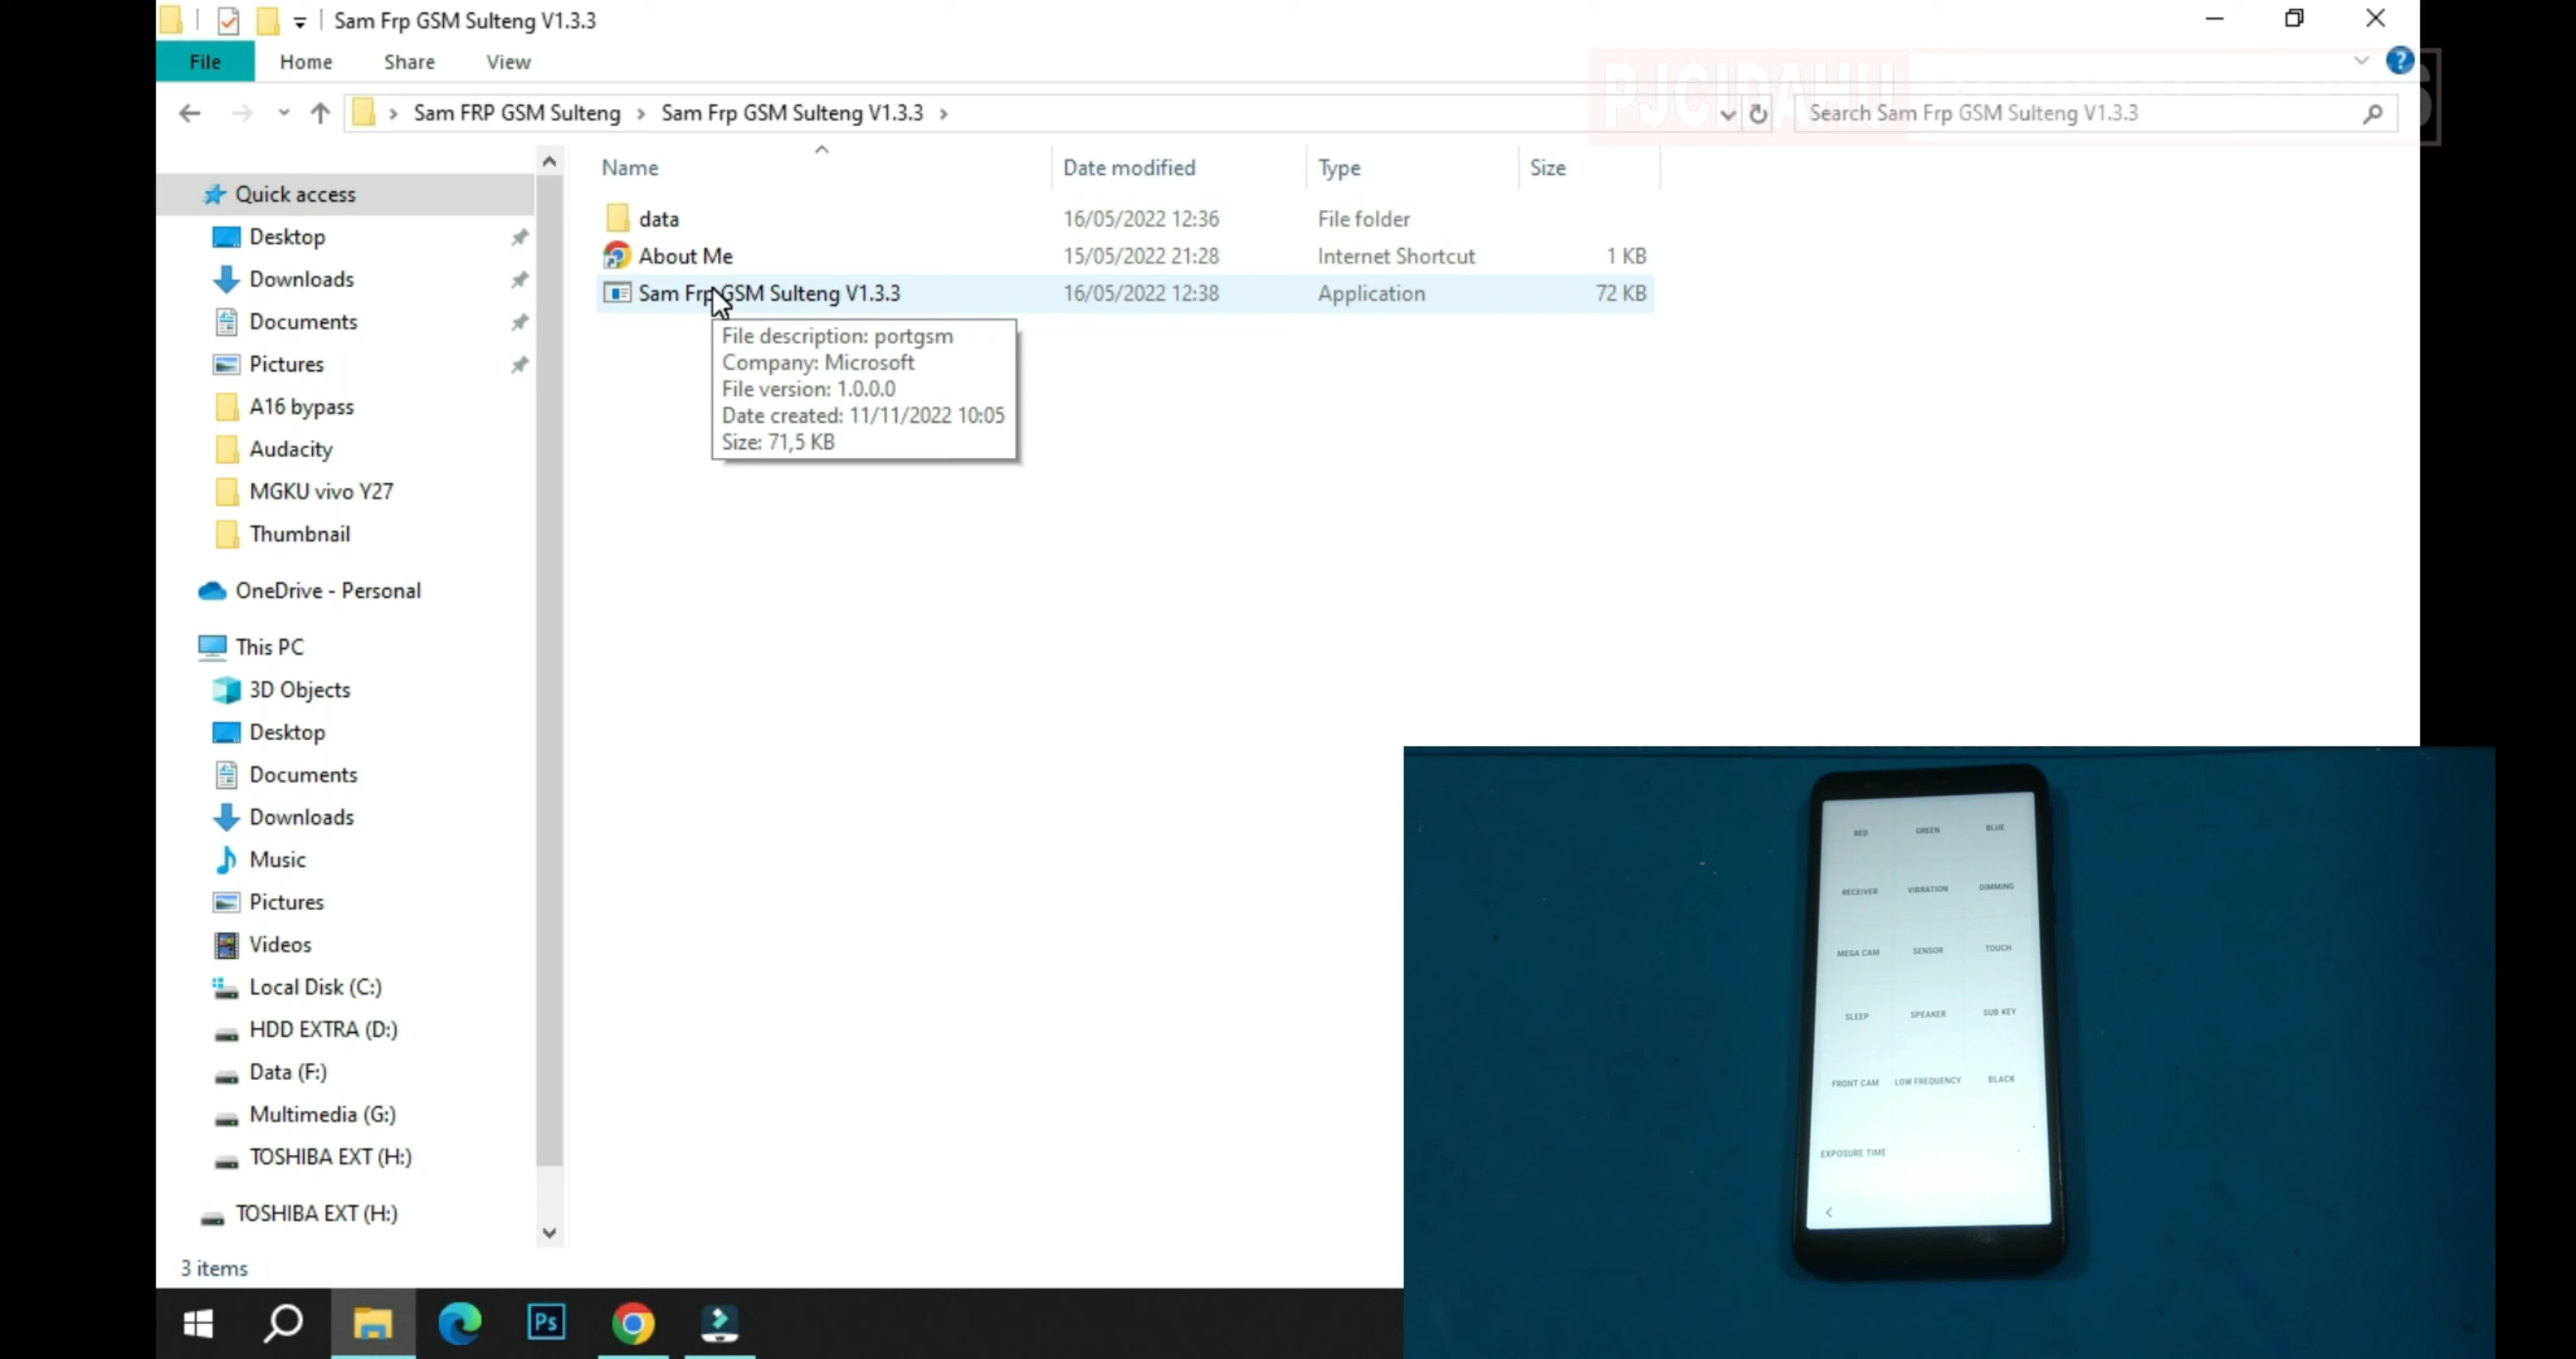 Sam Frp GSM Sulteng V1.3.3
File Home Share View
PJCIDAHU
Sam FRP GSM Sulteng > Sam Frp GSM Sulteng V1.3.3 >
Search Sam Frp GSM Sulteng V1.3.3
Name Date modified Type Size
data 16/05/2022 12:36 File folder
About Me 15/05/2022 21:28 Internet Shortcut 1 KB
Sam Frp GSM Sulteng V1.3.3 16/05/2022 12:38 Application 72 KB
File description: portgsm
Company: Microsoft
File version: 1.0.0.0
Date created: 11/11/2022 10:05
Size: 71,5 KB
Quick access
Desktop
Downloads
Documents
Pictures
A16 bypass
Audacity
MGKU vivo Y27
Thumbnail
OneDrive - Personal
This PC
3D Objects
Desktop
Documents
Downloads
Music
Pictures
Videos
Local Disk (C:)
HDD EXTRA (D:)
Data (F:)
Multimedia (G:)
TOSHIBA EXT (H:)
TOSHIBA EXT (H:)
3 items
Ps
RED GREEN BLUE
RECEIVER VIBRATION DIMMING
MEGA CAM SENSOR TOUCH
SLEEP SPEAKER SUB KEY
FRONT CAM LOW FREQUENCY BLACK
EXPOSURE TIME